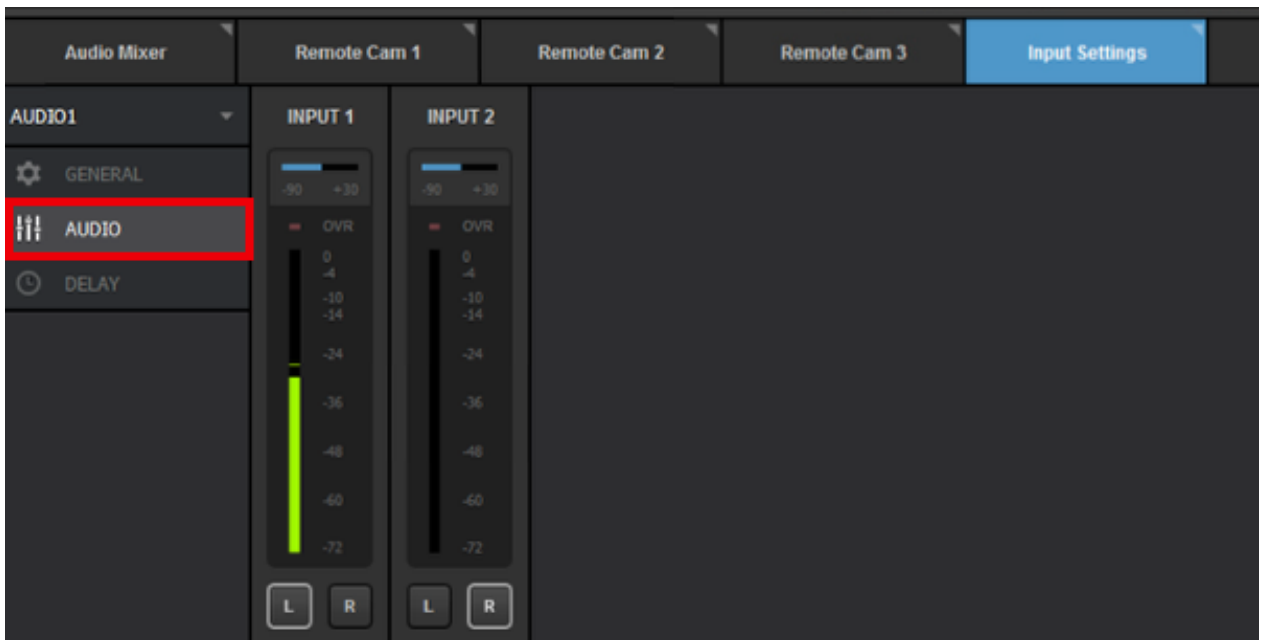 Audio Mixer Remote Cam 1 Remote Cam 2 Remote Cam 3 Input Settings
AUDIO1
GENERAL
AUDIO
DELAY
INPUT 1
-90 +30
OVR
0
-4
-10
-14
-24
-36
-48
-60
-72
L R
INPUT 2
-90 +30
OVR
0
-4
-10
-14
-24
-36
-48
-60
-72
L R